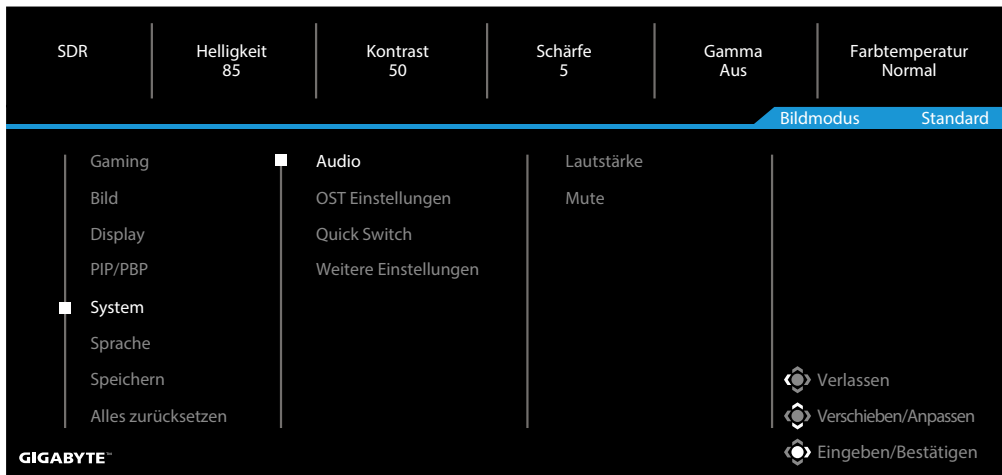 SDR
Helligkeit
85
Kontrast
50
Schärfe
5
Gamma
Aus
Farbtemperatur
Normal
Bildmodus Standard
Gaming
Bild
Display
PIP/PBP
System
Sprache
Speichern
Alles zurücksetzen
Audio
OST Einstellungen
Quick Switch
Weitere Einstellungen
Lautstärke
Mute
Verlassen
Verschieben/Anpassen
Eingeben/Bestätigen
GIGABYTE™